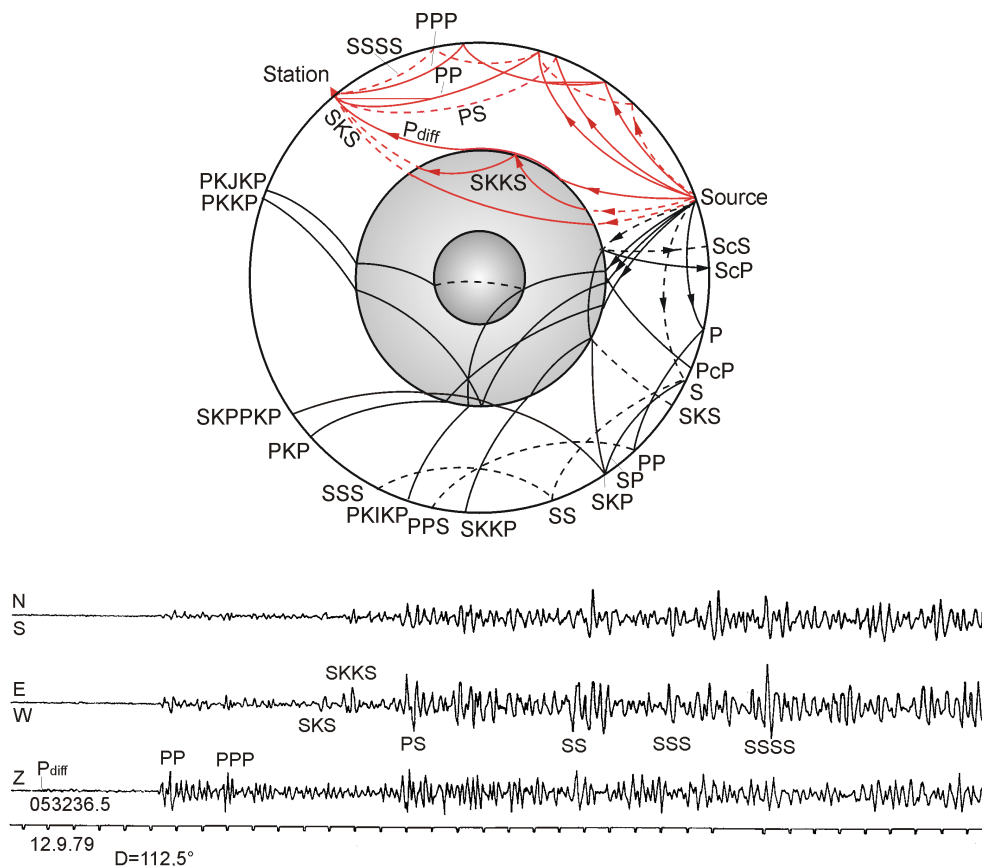 PPP
SSSS
Station
PP
PS
SKS
Pdiff
SKKS
PKJKP
PKKP
Source
ScS
ScP
P
PcP
S
SKS
SKPPKP
PKP
PP
SP
SKP
SSS
PKIKP
PPS
SKKP
SS
N
S
E
W
SKKS
SKS
PS
SS
SSS
SSSS
Z
Pdiff
PP
PPP
053236.5
12.9.79
D=112.5°